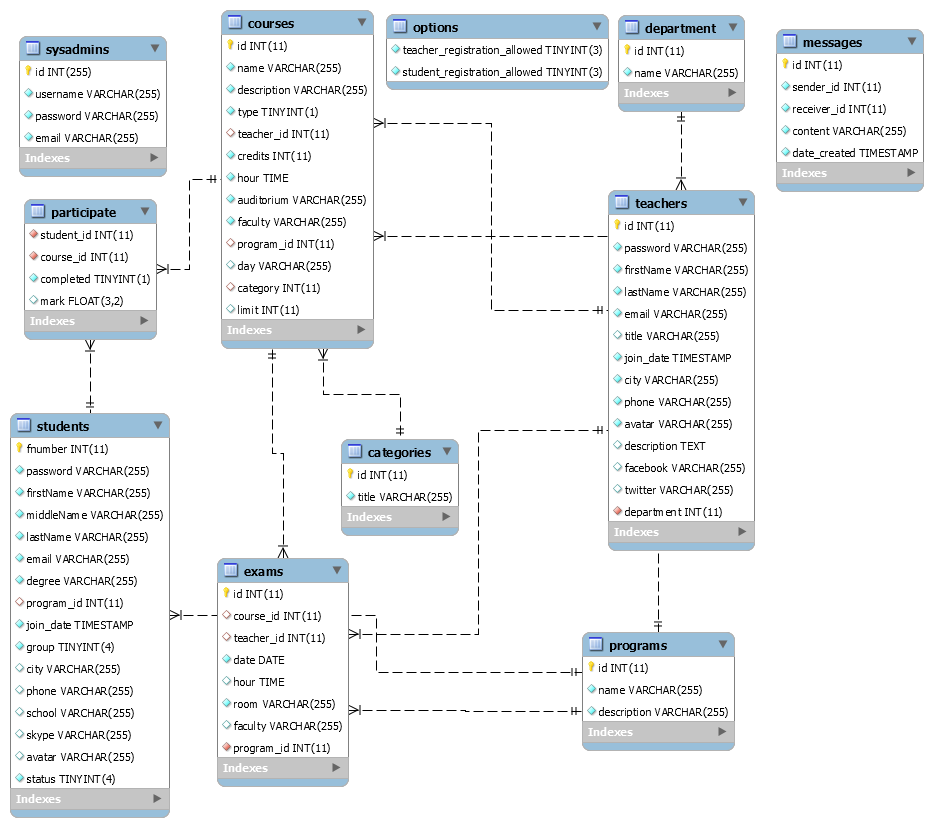 sysadmins
id INT(255)
username VARCHAR(255)
password VARCHAR(255)
email VARCHAR(255)
Indexes
courses
id INT(11)
name VARCHAR(255)
description VARCHAR(255)
type TINYINT(1)
teacher_id INT(11)
credits INT(11)
hour TIME
auditorium VARCHAR(255)
faculty VARCHAR(255)
program_id INT(11)
day VARCHAR(255)
category INT(11)
limit INT(11)
Indexes
options
teacher_registration_allowed TINYINT(3)
student_registration_allowed TINYINT(3)
department
id INT(11)
name VARCHAR(255)
Indexes
messages
id INT(11)
sender_id INT(11)
receiver_id INT(11)
content VARCHAR(255)
date_created TIMESTAMP
Indexes
participate
student_id INT(11)
course_id INT(11)
completed TINYINT(1)
mark FLOAT(3,2)
Indexes
teachers
id INT(11)
password VARCHAR(255)
firstName VARCHAR(255)
lastName VARCHAR(255)
email VARCHAR(255)
title VARCHAR(255)
join_date TIMESTAMP
city VARCHAR(255)
phone VARCHAR(255)
avatar VARCHAR(255)
description TEXT
facebook VARCHAR(255)
twitter VARCHAR(255)
department INT(11)
Indexes
students
fnumber INT(11)
password VARCHAR(255)
firstName VARCHAR(255)
middleName VARCHAR(255)
lastName VARCHAR(255)
email VARCHAR(255)
degree VARCHAR(255)
program_id INT(11)
join_date TIMESTAMP
group TINYINT(4)
city VARCHAR(255)
phone VARCHAR(255)
school VARCHAR(255)
skype VARCHAR(255)
avatar VARCHAR(255)
status TINYINT(4)
Indexes
categories
id INT(11)
title VARCHAR(255)
Indexes
exams
id INT(11)
course_id INT(11)
teacher_id INT(11)
date DATE
hour TIME
room VARCHAR(255)
faculty VARCHAR(255)
program_id INT(11)
Indexes
programs
id INT(11)
name VARCHAR(255)
description VARCHAR(255)
Indexes